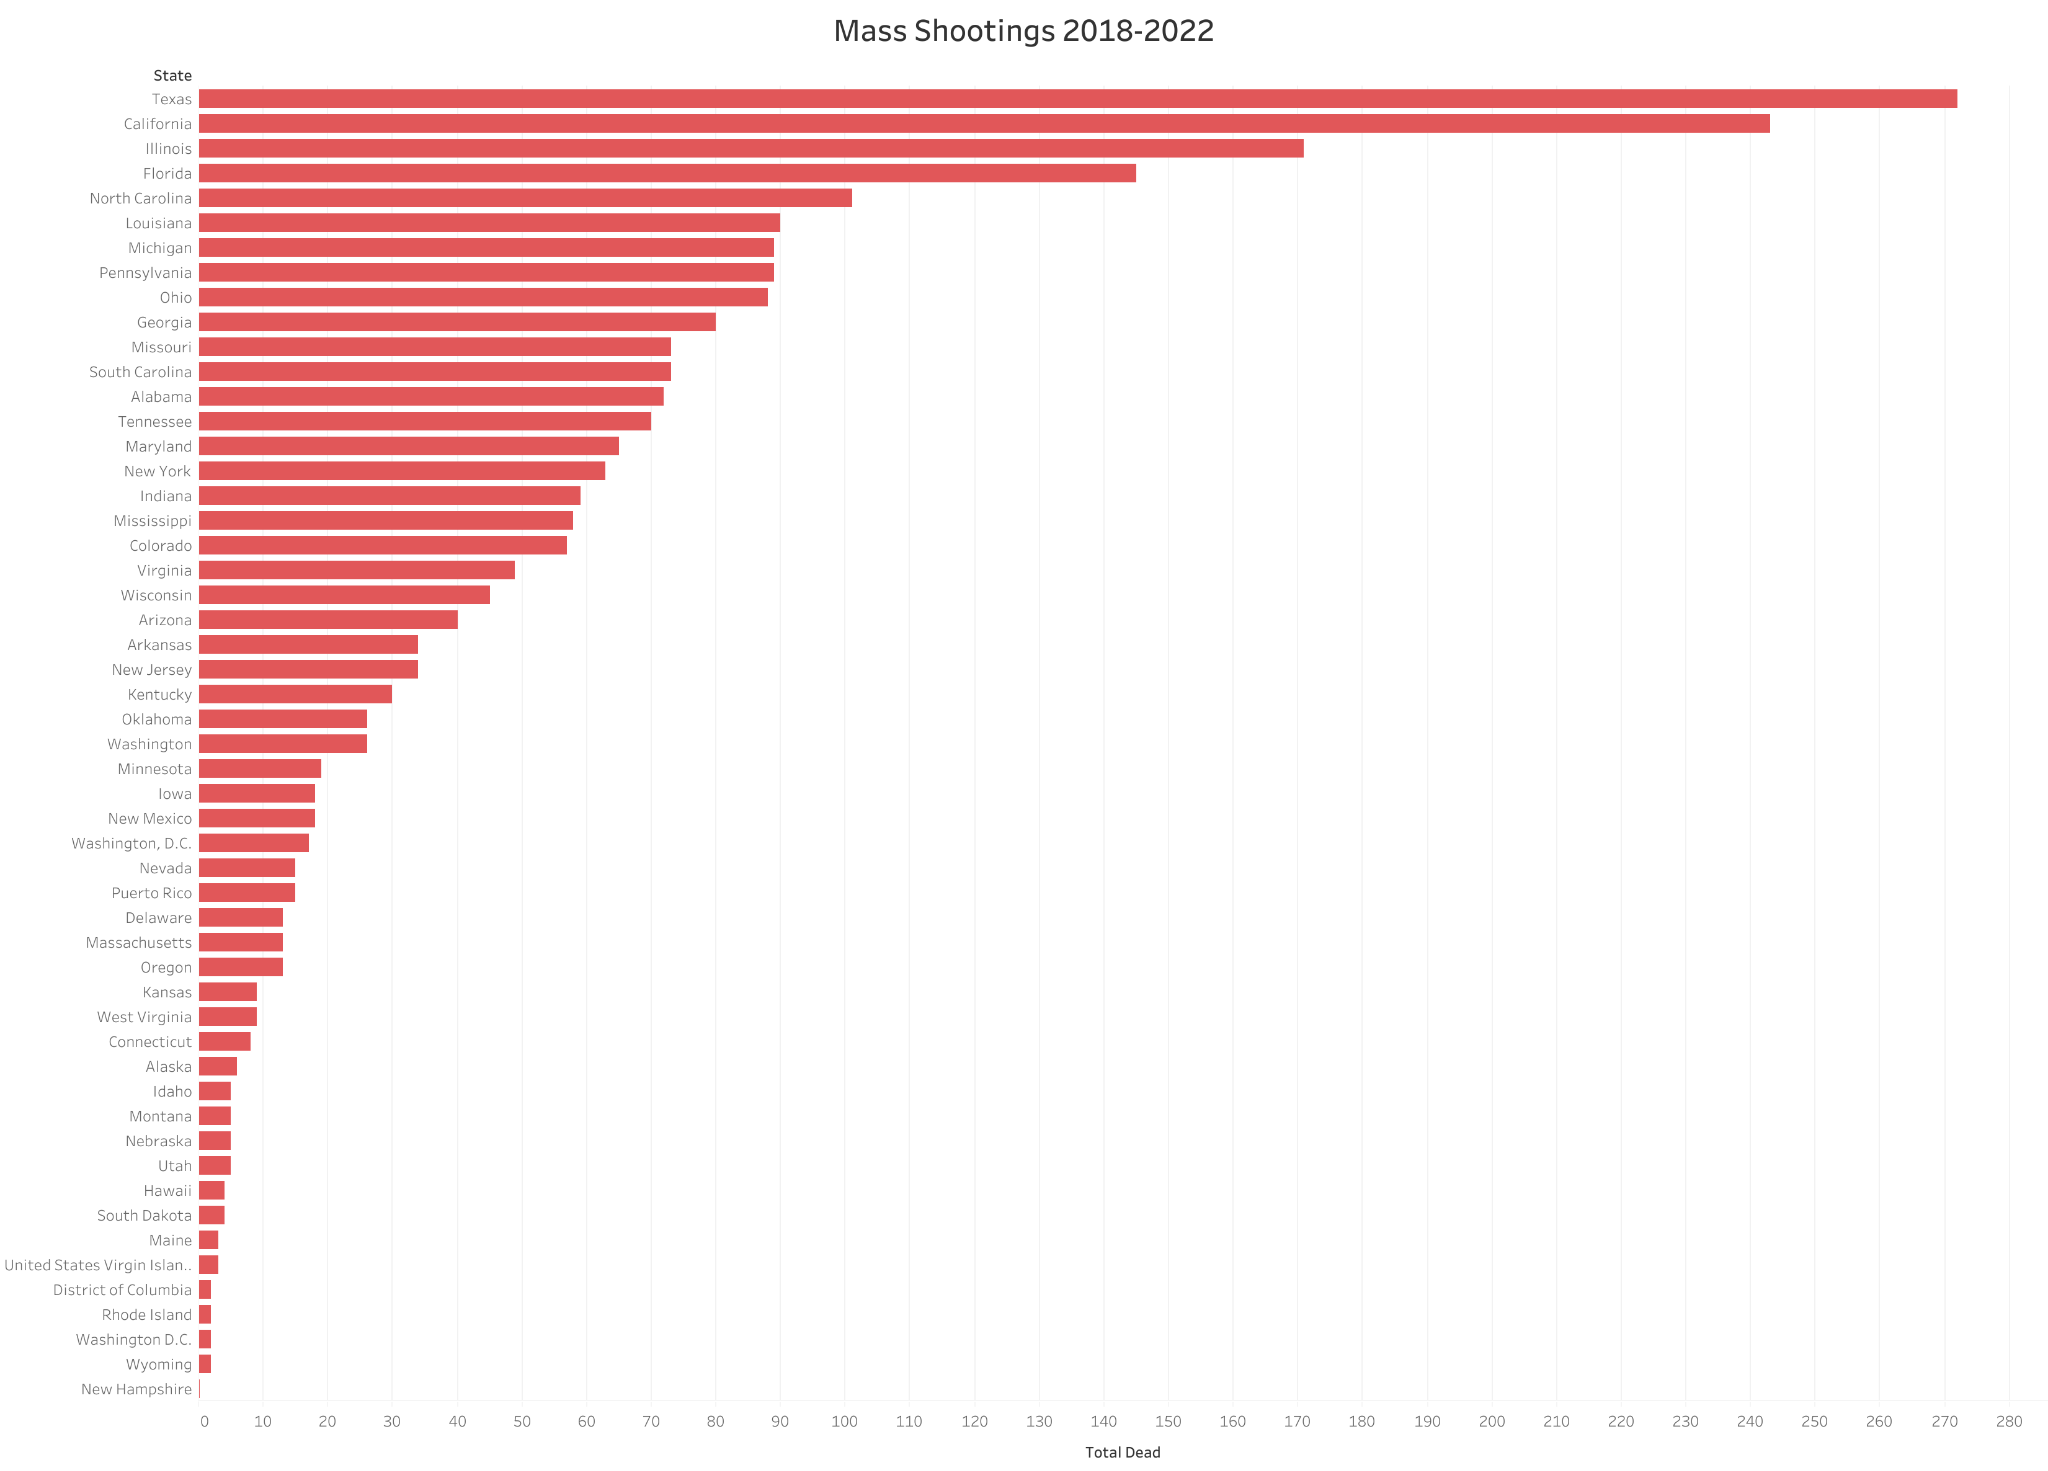 Mass Shootings 2018-2022
State
Texas
California
Illinois
Florida
North Carolina
Louisiana
Michigan
Pennsylvania
Ohio
Georgia
Missouri
South Carolina
Alabama
Tennessee
Maryland
New York
Indiana
Mississippi
Colorado
Virginia
Wisconsin
Arizona
Arkansas
New Jersey
Kentucky
Oklahoma
Washington
Minnesota
Iowa
New Mexico
Washington, D.C.
Nevada
Puerto Rico
Delaware
Massachusetts
Oregon
Kansas
West Virginia
Connecticut
Alaska
Idaho
Montana
Nebraska
Utah
Hawaii
South Dakota
Maine
United States Virgin Islan..
District of Columbia
Rhode Island
Washington D.C.
Wyoming
New Hampshire
0 10 20 30 40 50 60 70 80 90 100 110 120 130 140 150 160 170 180 190 200 210 220 230 240 250 260 270 280
Total Dead